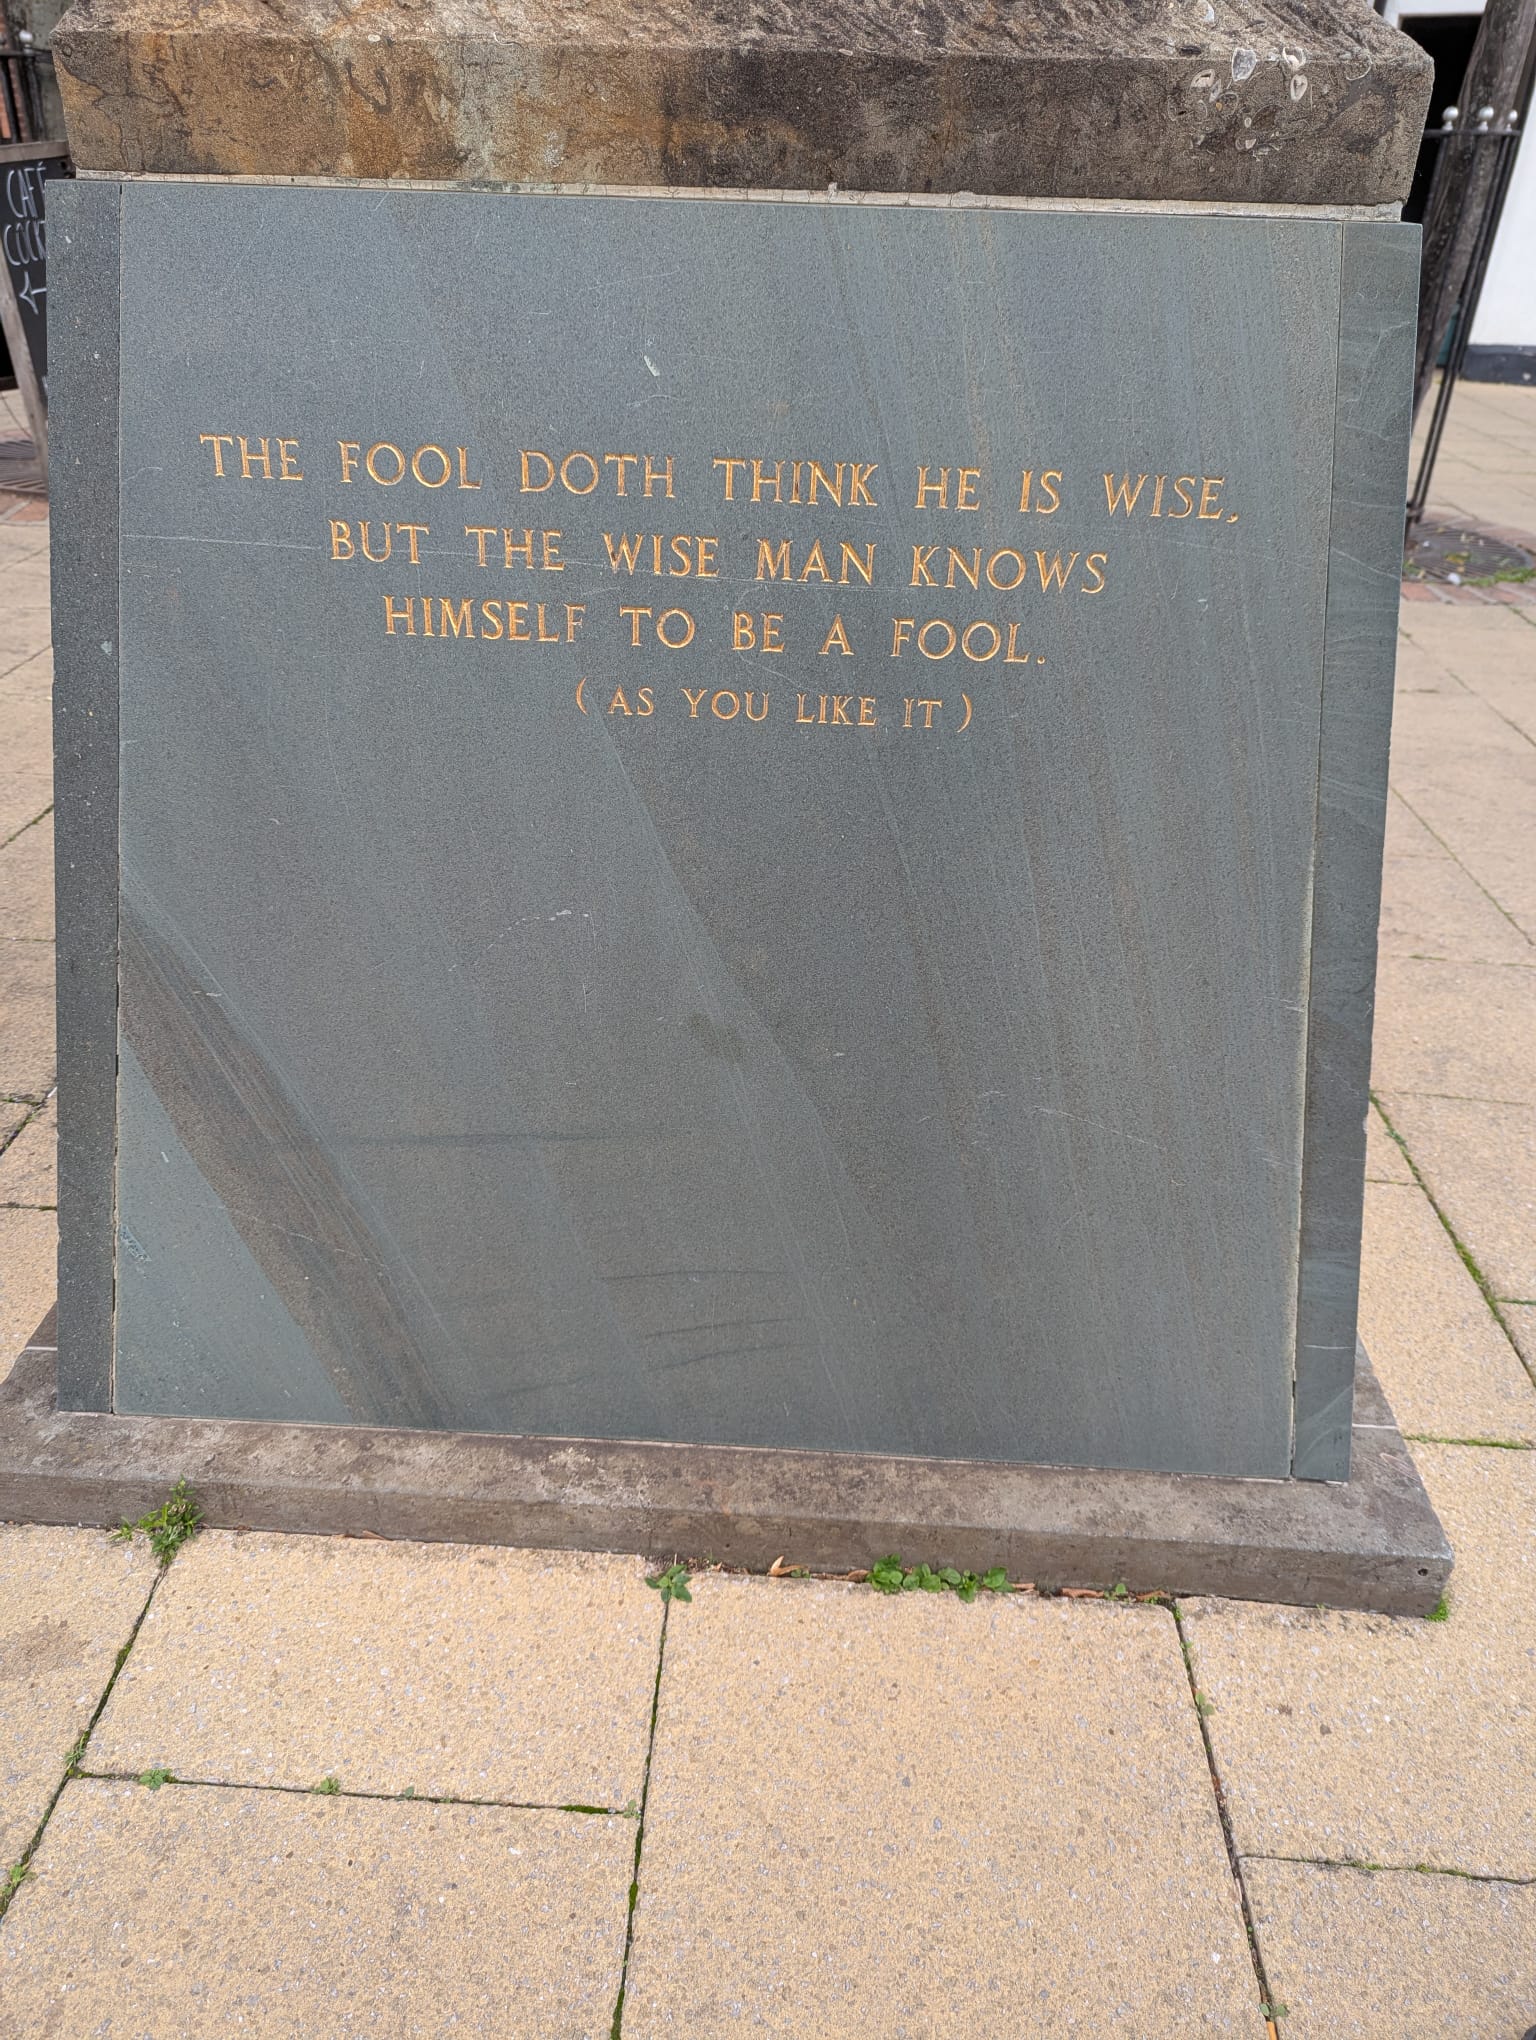 THE FOOL DOTH THINK HE IS WISE,
BUT THE WISE MAN KNOWS
HIMSELF TO BE A FOOL.
( AS YOU LIKE IT )
CAFÉ